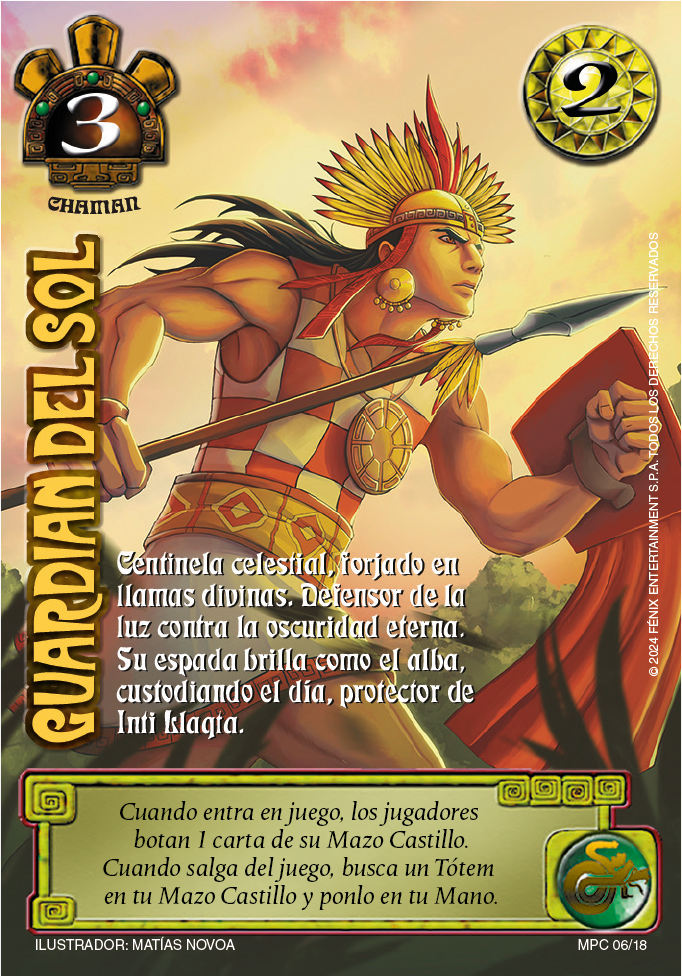 3
2
CHAMAN
GUARDIAN DEL SOL
Centinela celestial, forjado en
llamas divinas. Defensor de la
luz contra la oscuridad eterna.
Su espada brilla como el alba,
custodiando el día, protector de
Inti Llaqta.
Cuando entra en juego, los jugadores
botan 1 carta de su Mazo Castillo.
Cuando salga del juego, busca un Tótem
en tu Mazo Castillo y ponlo en tu Mano.
ILUSTRADOR: MATÍAS NOVOA
MPC 06/18
© 2024 FÉNIX ENTERTAINMENT S.P.A. TODOS LOS DERECHOS RESERVADOS